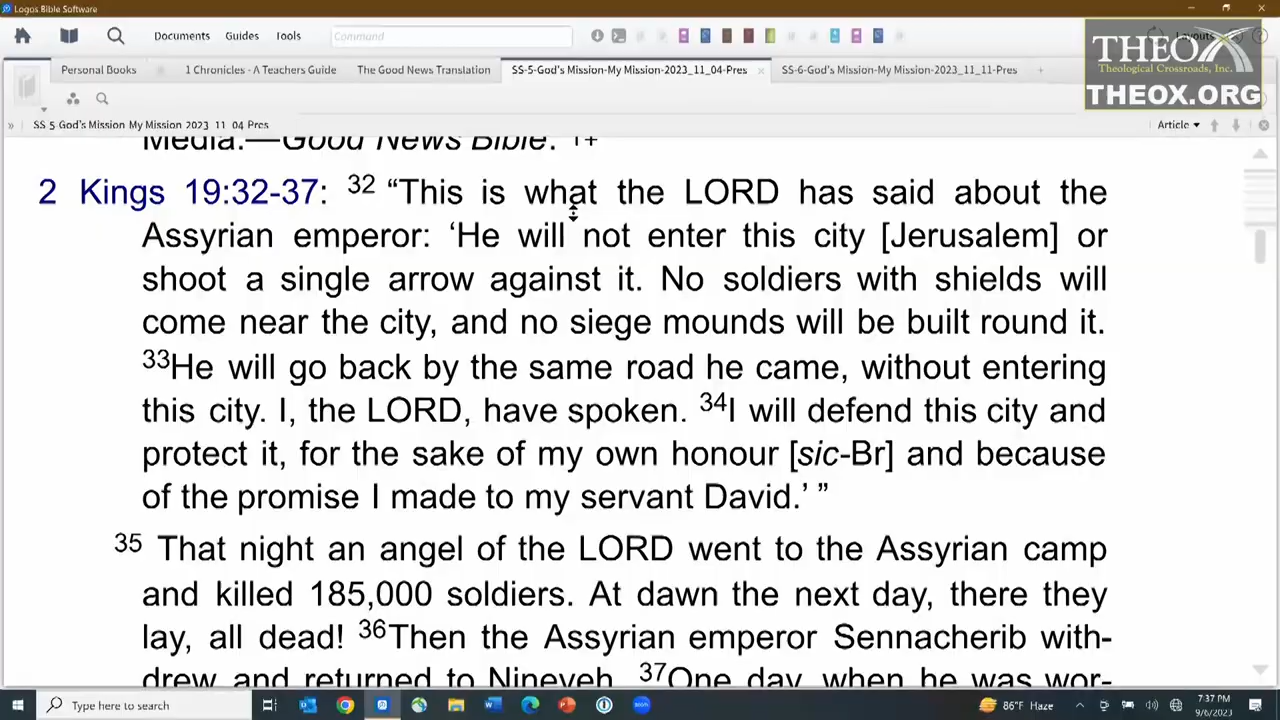 Logos Bible Software
Documents Guides Tools Command Layouts
THEOX
Theological Crossroads, Inc.
THEOX.ORG
Personal Books 1 Chronicles - A Teachers Guide The Good News Bible SS-5-God's Mission-My Mission-2023_11_04-Pres SS-6-God's Mission-My Mission-2023_11_11-Pres
SS-5-God's Mission-My Mission-2023_11_04-Pres Article
Media.—Good News Bible. 1+
2 Kings 19:32-37: 32 “This is what the LORD has said about the
Assyrian emperor: ‘He will not enter this city [Jerusalem] or
shoot a single arrow against it. No soldiers with shields will
come near the city, and no siege mounds will be built round it.
33He will go back by the same road he came, without entering
this city. I, the LORD, have spoken. 34I will defend this city and
protect it, for the sake of my own honour [sic-Br] and because
of the promise I made to my servant David.’ ”
35 That night an angel of the LORD went to the Assyrian camp
and killed 185,000 soldiers. At dawn the next day, there they
lay, all dead! 36Then the Assyrian emperor Sennacherib with-
drew and returned to Nineveh. 37One day, when he was wor-
Type here to search 86°F Haze 7:37 PM
9/6/2023